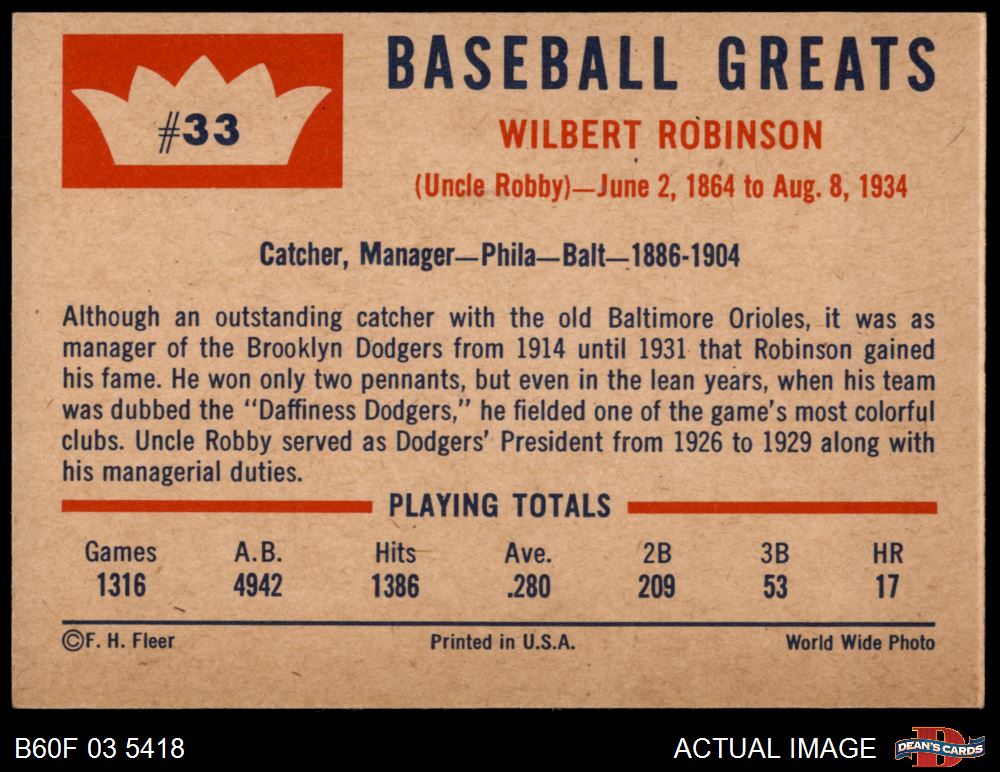 #33
BASEBALL GREATS
WILBERT ROBINSON
(Uncle Robby)—June 2, 1864 to Aug. 8, 1934
Catcher, Manager—Phila—Balt—1886-1904
Although an outstanding catcher with the old Baltimore Orioles, it was as
manager of the Brooklyn Dodgers from 1914 until 1931 that Robinson gained
his fame. He won only two pennants, but even in the lean years, when his team
was dubbed the "Daffiness Dodgers," he fielded one of the game's most colorful
clubs. Uncle Robby served as Dodgers' President from 1926 to 1929 along with
his managerial duties.
PLAYING TOTALS
Games A.B. Hits Ave. 2B 3B HR
1316 4942 1386 .280 209 53 17
©F. H. Fleer Printed in U.S.A. World Wide Photo
B60F 03 5418 ACTUAL IMAGE DEAN'S CARDS